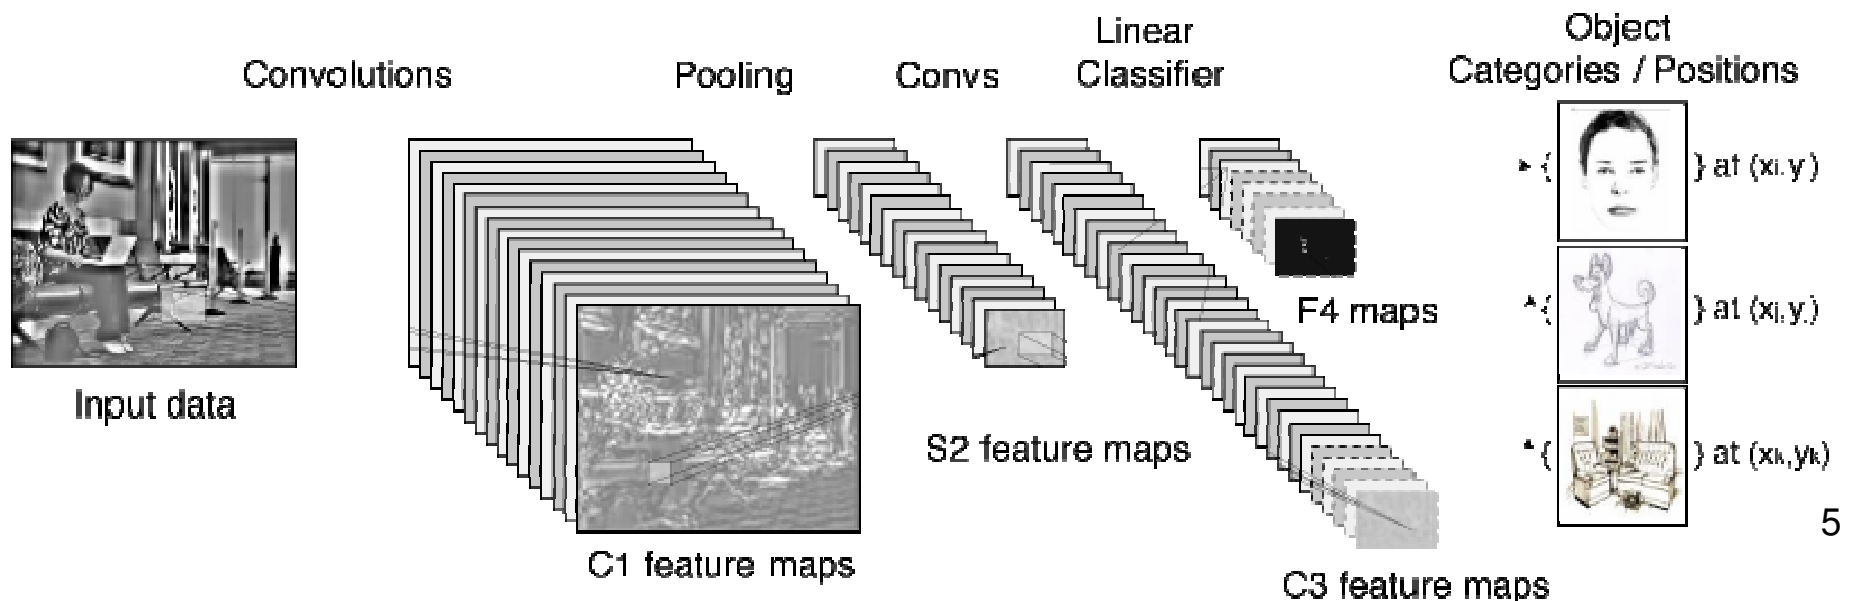 Convolutions
Pooling
Convs
Linear
Classifier
Object
Categories / Positions
} at (xi,y)
} at (xj,y)
} at (xk,yk)
Input data
C1 feature maps
S2 feature maps
C3 feature maps
F4 maps
5